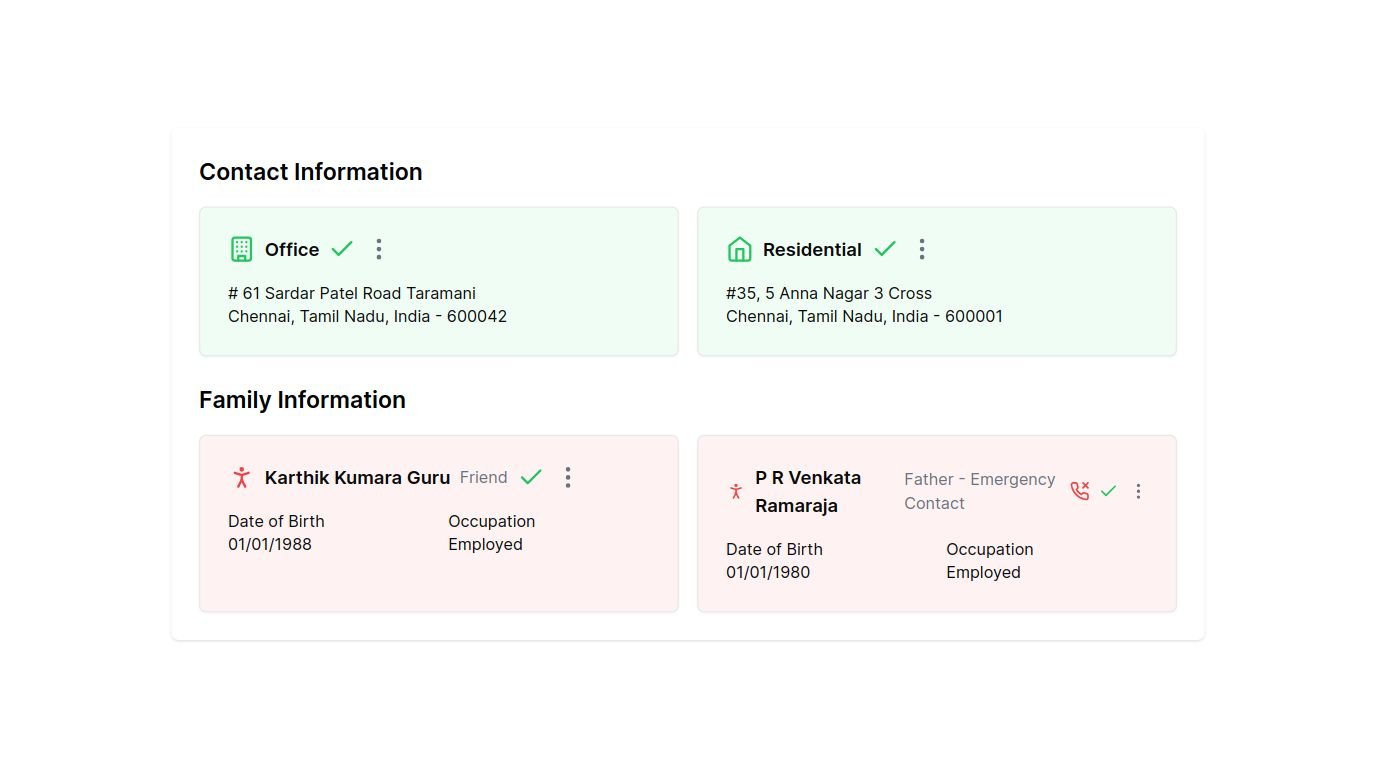 Contact Information
Office
# 61 Sardar Patel Road Taramani
Chennai, Tamil Nadu, India - 600042
Residential
#35, 5 Anna Nagar 3 Cross
Chennai, Tamil Nadu, India - 600001
Family Information
Karthik Kumara Guru Friend
Date of Birth
01/01/1988
Occupation
Employed
P R Venkata
Ramaraja
Father - Emergency
Contact
Date of Birth
01/01/1980
Occupation
Employed